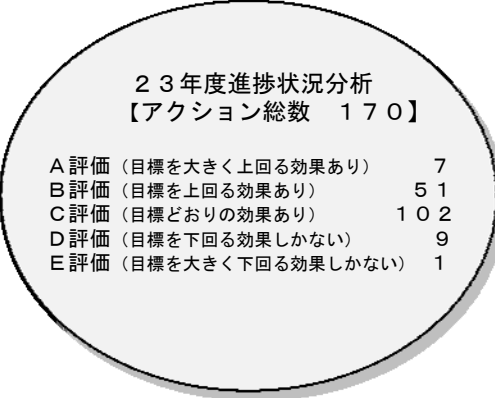 ２３年度進捗状況分析
【アクション総数　１７０】
Ａ評価（目標を大きく上回る効果あり）　７
Ｂ評価（目標を上回る効果あり）　５１
Ｃ評価（目標どおりの効果あり）　１０２
Ｄ評価（目標を下回る効果しかない）　９
Ｅ評価（目標を大きく下回る効果しかない）　１